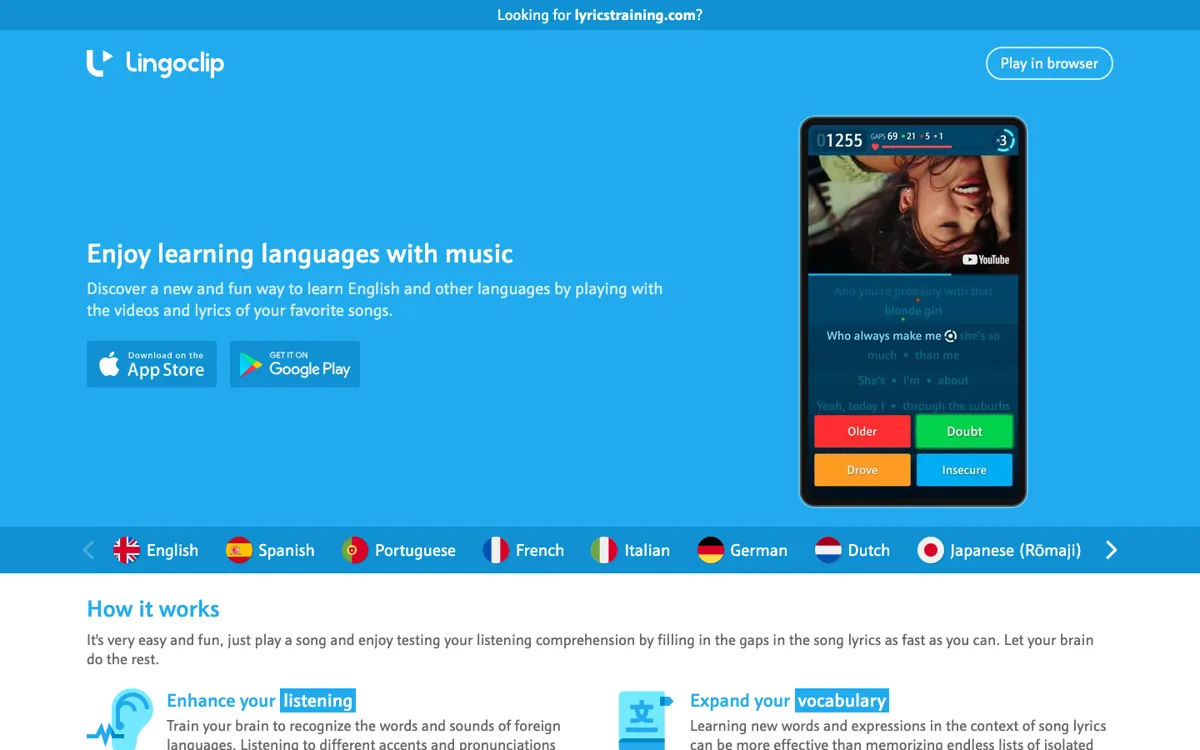 Looking for lyricstraining.com?
Lingoclip
Play in browser
01255
GAPS 69 • 21 • 5 • 1
×3
YouTube
And you're probably with that
blonde girl
Who always make me she's so
much • than me
She's • I'm • about
Yeah, today I • through the suburbs
Older
Doubt
Drove
Insecure
Enjoy learning languages with music
Discover a new and fun way to learn English and other languages by playing with
the videos and lyrics of your favorite songs.
Download on the
App Store
GET IT ON
Google Play
English
Spanish
Portuguese
French
Italian
German
Dutch
Japanese (Rōmaji)
How it works
It's very easy and fun, just play a song and enjoy testing your listening comprehension by filling in the gaps in the song lyrics as fast as you can. Let your brain
do the rest.
Enhance your listening
Train your brain to recognize the words and sounds of foreign
languages. Listening to different accents and pronunciations
文
Expand your vocabulary
Learning new words and expressions in the context of song lyrics
can be more effective than memorizing endless lists of isolated